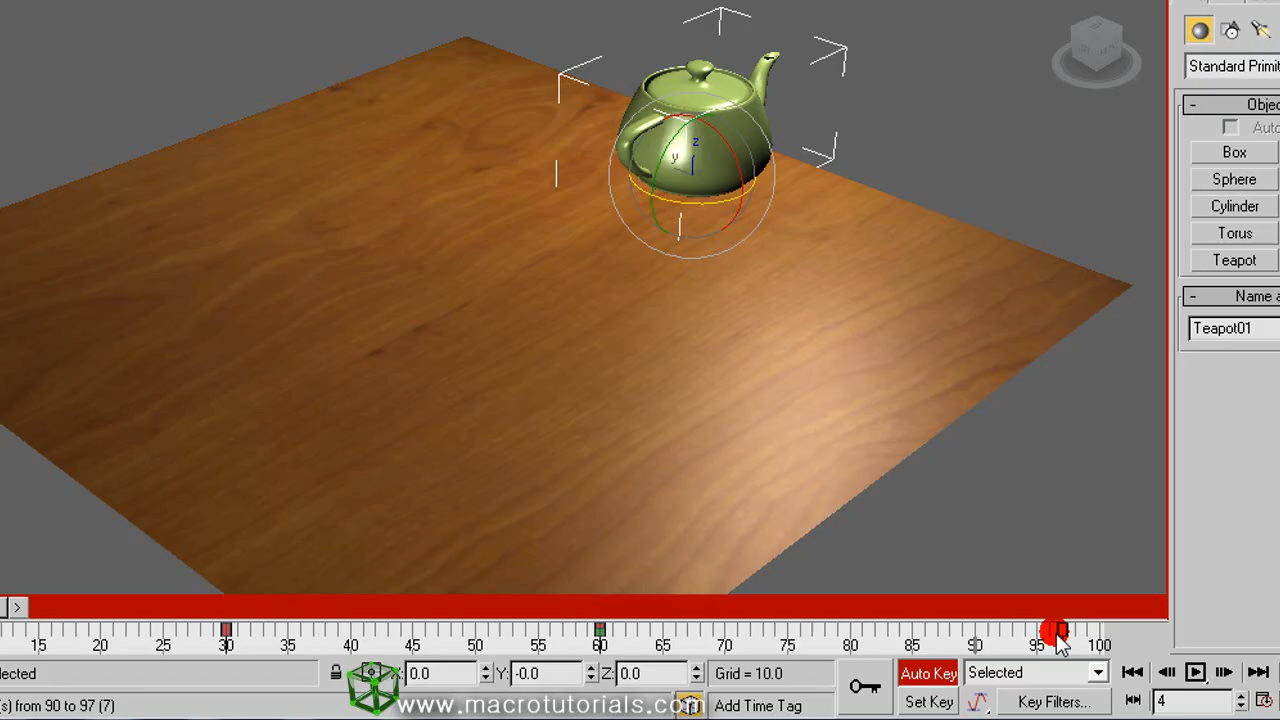 Standard Primit
Objec
Auto
Box
Sphere
Cylinder
Torus
Teapot
Name a
Teapot01
z
y
15 20 25 30 35 40 45 50 55 60 65 70 75 80 85 90 95 100
lected
0.0 Y: -0.0 Z: 0.0 Grid = 10.0 Auto Key Selected
s) from 90 to 97 (7) Add Time Tag Set Key Key Filters... 4
www.macrotutorials.com